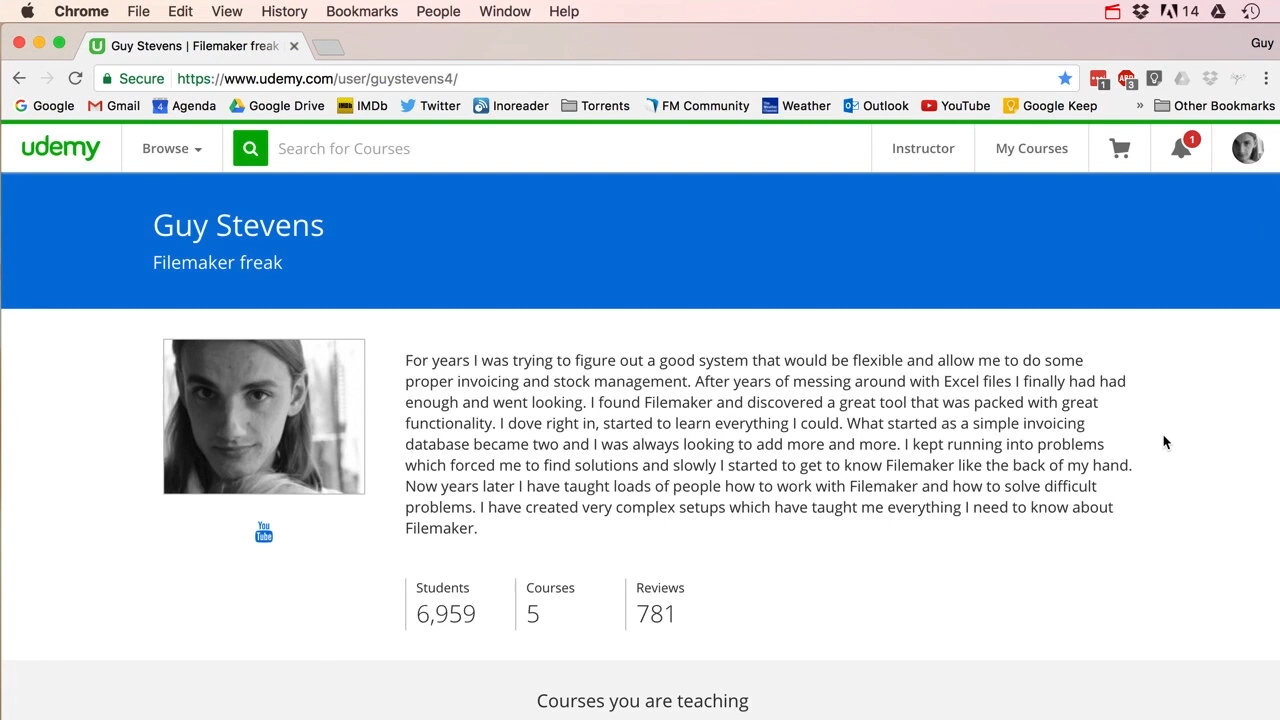 Chrome File Edit View History Bookmarks People Window Help 14
Guy Stevens | Filemaker freak Guy
Secure https://www.udemy.com/user/guystevens4/ 1 3
Google Gmail 4 Agenda Google Drive IMDb IMDb Twitter Inoreader Torrents FM Community Weather Outlook YouTube Google Keep » Other Bookmarks
udemy Browse Search for Courses Instructor My Courses 1
Guy Stevens
Filemaker freak
For years I was trying to figure out a good system that would be flexible and allow me to do some
proper invoicing and stock management. After years of messing around with Excel files I finally had had
enough and went looking. I found Filemaker and discovered a great tool that was packed with great
functionality. I dove right in, started to learn everything I could. What started as a simple invoicing
database became two and I was always looking to add more and more. I kept running into problems
which forced me to find solutions and slowly I started to get to know Filemaker like the back of my hand.
Now years later I have taught loads of people how to work with Filemaker and how to solve difficult
problems. I have created very complex setups which have taught me everything I need to know about
Filemaker.
You
Tube
Students Courses Reviews
6,959 5 781
Courses you are teaching